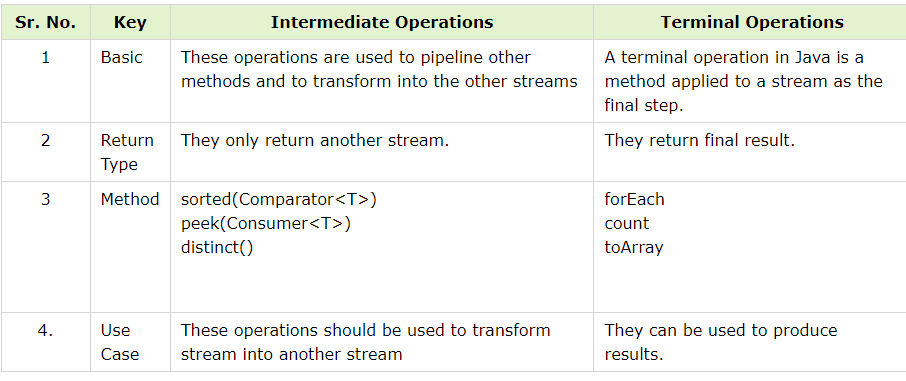 Sr. No. Key Intermediate Operations Terminal Operations
1 Basic These operations are used to pipeline other A terminal operation in Java is a
methods and to transform into the other streams method applied to a stream as the
final step.
2 Return They only return another stream. They return final result.
Type
3 Method sorted(Comparator<T>) forEach
peek(Consumer<T>) count
distinct() toArray
4. Use These operations should be used to transform They can be used to produce
Case stream into another stream results.